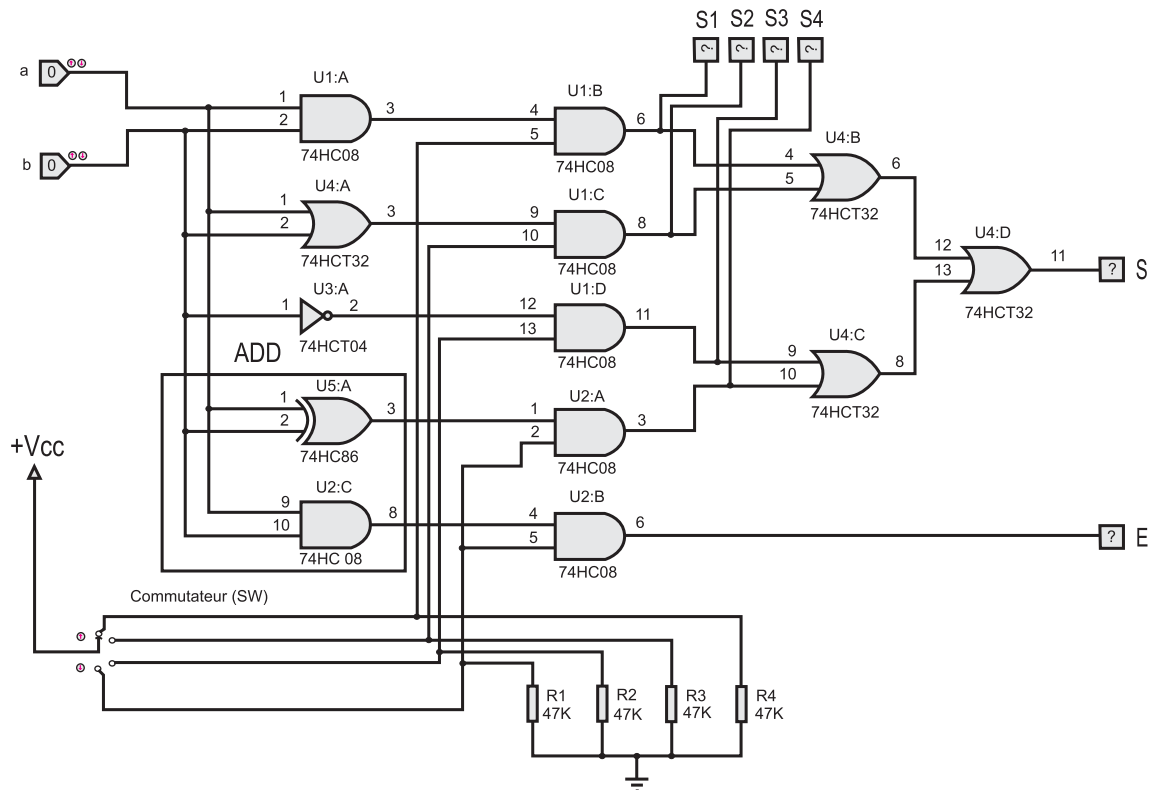 S1 S2 S3 S4
? ? ? ?
a 0
b 0
U1:A
1
2
3
74HC08
U1:B
4
5
6
74HC08
U4:A
1
2
3
74HCT32
U1:C
9
10
8
74HC08
U4:B
4
5
6
74HCT32
U3:A
1
2
74HCT04
U1:D
12
13
11
74HC08
U4:D
12
13
11
74HCT32
? S
ADD
U5:A
1
2
3
74HC86
U2:A
1
2
3
74HC08
U4:C
9
10
8
74HCT32
+Vcc
U2:C
9
10
8
74HC 08
U2:B
4
5
6
74HC08
? E
Commutateur (SW)
R1
47K
R2
47K
R3
47K
R4
47K